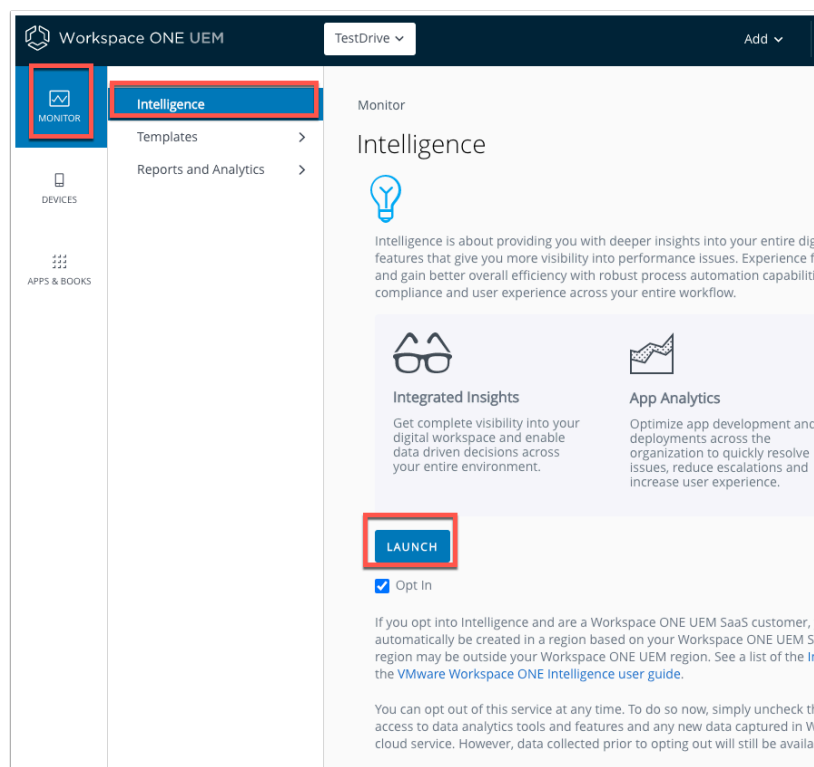 Workspace ONE UEM
TestDrive
Add
MONITOR
DEVICES
APPS & BOOKS
Intelligence
Templates
Reports and Analytics
Monitor
Intelligence
Intelligence is about providing you with deeper insights into your entire dig
features that give you more visibility into performance issues. Experience f
and gain better overall efficiency with robust process automation capabiliti
compliance and user experience across your entire workflow.
Integrated Insights
Get complete visibility into your
digital workspace and enable
data driven decisions across
your entire environment.
App Analytics
Optimize app development and
deployments across the
organization to quickly resolve
issues, reduce escalations and
increase user experience.
LAUNCH
Opt In
If you opt into Intelligence and are a Workspace ONE UEM SaaS customer,
automatically be created in a region based on your Workspace ONE UEM S
region may be outside your Workspace ONE UEM region. See a list of the I
the VMware Workspace ONE Intelligence user guide.
You can opt out of this service at any time. To do so now, simply uncheck th
access to data analytics tools and features and any new data captured in W
cloud service. However, data collected prior to opting out will still be availa